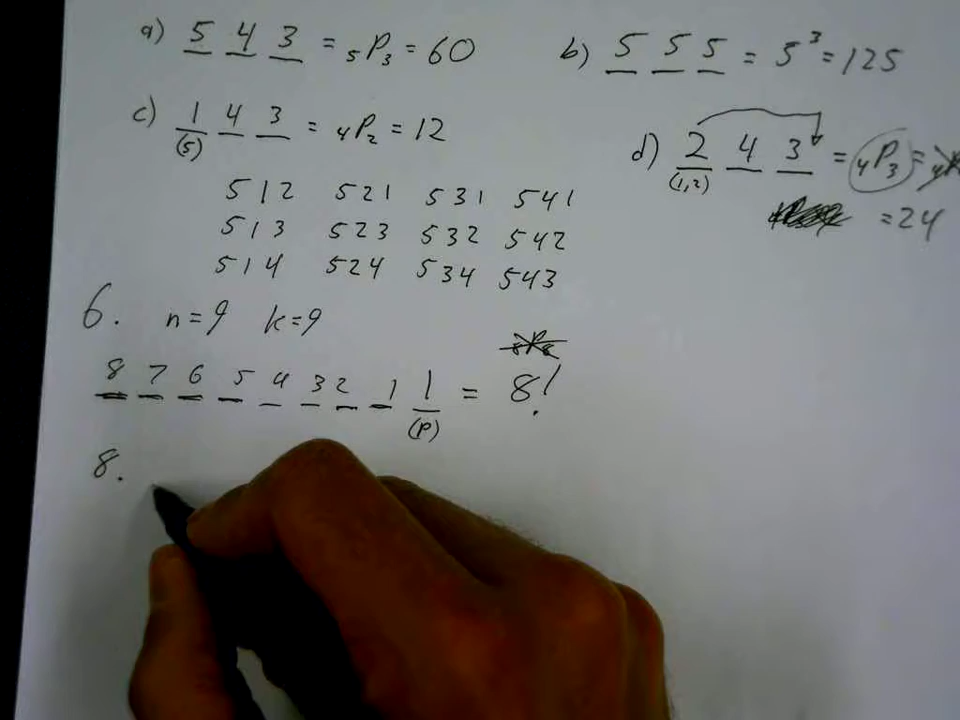 a) 5 4 3 = ₅P₃ = 60
b) 5 5 5 = 5³ = 125
c) 1 4 3 = ₄P₂ = 12
(5)
d) 2 4 3 = ₄P₃ =
(1,2)
= 24
512 521 531 541
513 523 532 542
514 524 534 543
6. n=9 k=9
8 7 6 5 4 3 2 1 1 = 8!
(P)
8.